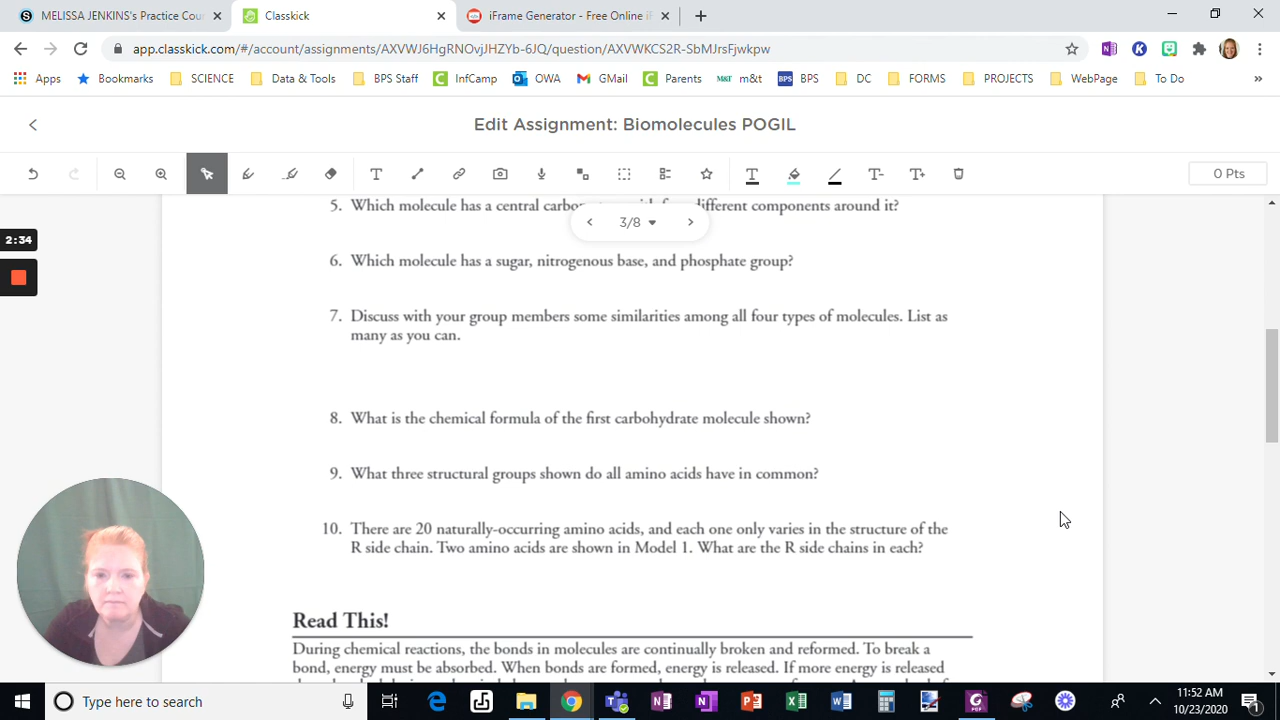 MELISSA JENKINS's Practice Cou
Classkick
iFrame Generator - Free Online iF
app.classkick.com/#/account/assignments/AXVWJ6HgRNOvjJHZYb-6JQ/question/AXVWKCS2R-SbMJrsFjwkpw
Apps Bookmarks SCIENCE Data & Tools BPS Staff InfCamp OWA GMail Parents m&t BPS DC FORMS PROJECTS WebPage To Do
Edit Assignment: Biomolecules POGIL
0 Pts
5. Which molecule has a central different components around it?
3/8
2:34
6. Which molecule has a sugar, nitrogenous base, and phosphate group?
7. Discuss with your group members some similarities among all four types of molecules. List as
many as you can.
8. What is the chemical formula of the first carbohydrate molecule shown?
9. What three structural groups shown do all amino acids have in common?
10. There are 20 naturally-occurring amino acids, and each one only varies in the structure of the
R side chain. Two amino acids are shown in Model 1. What are the R side chains in each?
Read This!
During chemical reactions, the bonds in molecules are continually broken and reformed. To break a
bond, energy must be absorbed. When bonds are formed, energy is released. If more energy is released
Type here to search
11:52 AM
10/23/2020